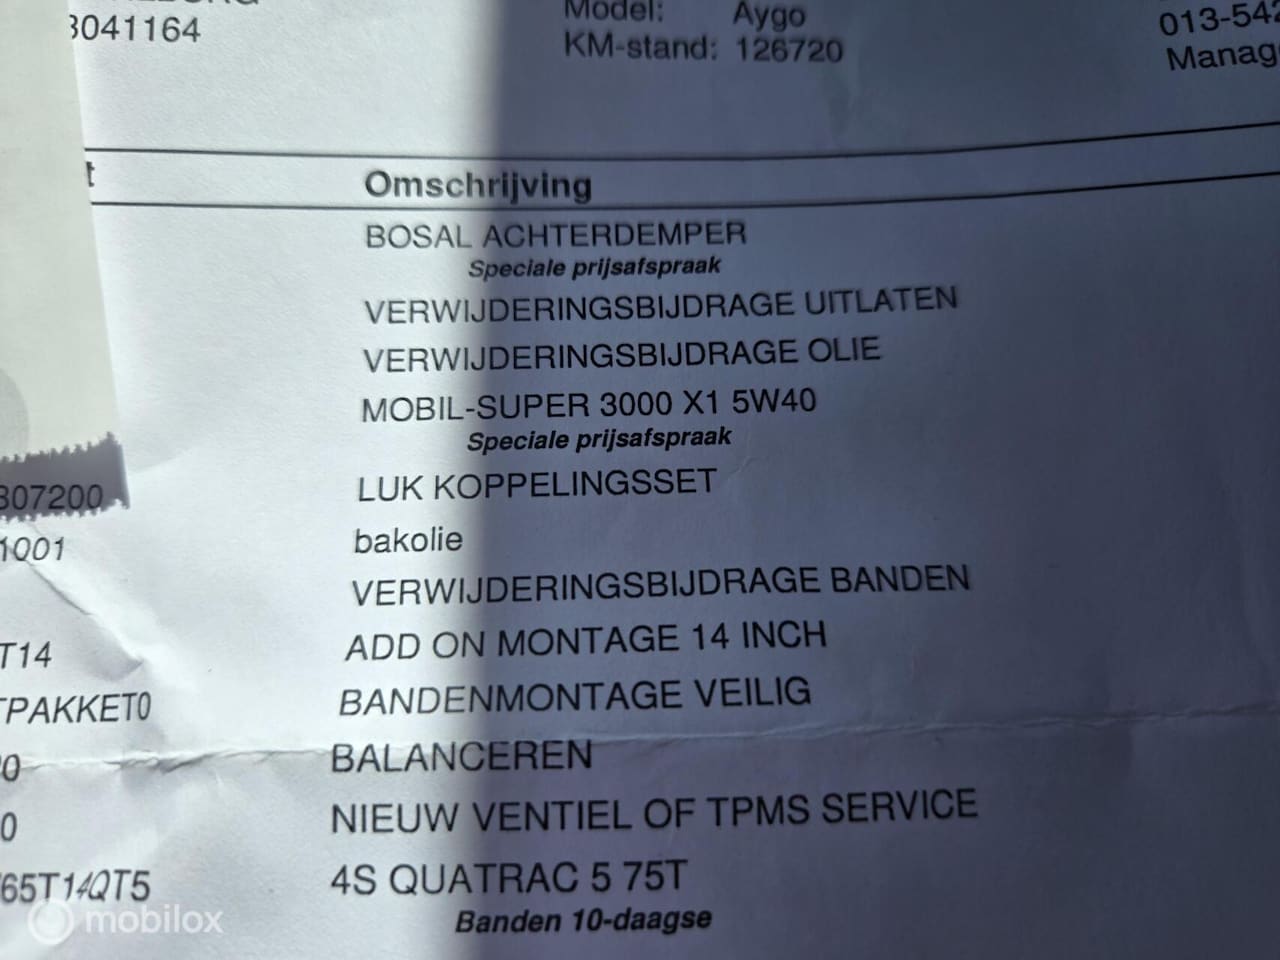 3041164
Model: Aygo
KM-stand: 126720
013-542
Manag
t
Omschrijving
BOSAL ACHTERDEMPER
Speciale prijsafspraak
VERWIJDERINGSBIJDRAGE UITLATEN
VERWIJDERINGSBIJDRAGE OLIE
MOBIL-SUPER 3000 X1 5W40
Speciale prijsafspraak
307200 LUK KOPPELINGSSET
1001 bakolie
VERWIJDERINGSBIJDRAGE BANDEN
T14 ADD ON MONTAGE 14 INCH
TPAKKET0 BANDENMONTAGE VEILIG
0 BALANCEREN
0 NIEUW VENTIEL OF TPMS SERVICE
65T14QT5 4S QUATRAC 5 75T
Banden 10-daagse
mobilox